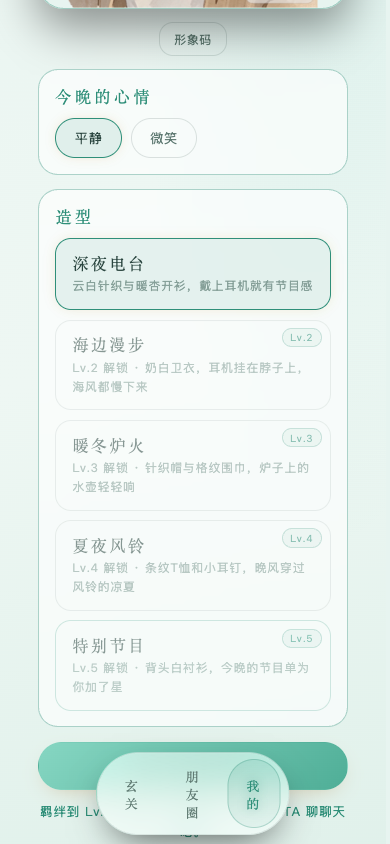 形象码
今晚的心情
平静
微笑
造型
深夜电台
云白针织与暖杏开衫，戴上耳机就有节目感
海边漫步
Lv.2
Lv.2 解锁 · 奶白卫衣，耳机挂在脖子上，
海风都慢下来
暖冬炉火
Lv.3
Lv.3 解锁 · 针织帽与格纹围巾，炉子上的
水壶轻轻响
夏夜风铃
Lv.4
Lv.4 解锁 · 条纹T恤和小耳钉，晚风穿过
风铃的凉夏
特别节目
Lv.5
Lv.5 解锁 · 背头白衬衫，今晚的节目单为
你加了星
羁绊到 Lv.
TA 聊聊天
玄关
朋友圈
我的